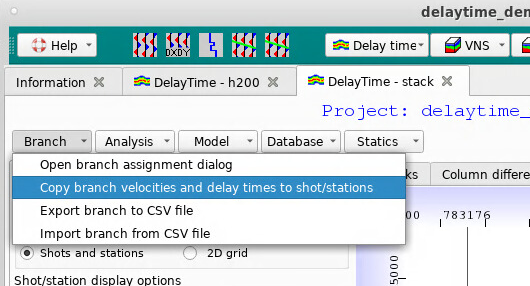 delaytime_den
Help
DXDY
Delay time
VNS
Information
DelayTime - h200
DelayTime - stack
Project: delaytime_
Branch
Analysis
Model
Database
Statics
Open branch assignment dialog
Copy branch velocities and delay times to shot/stations
Export branch to CSV file
Import branch from CSV file
ks
Column differe
00
783176
5000
Shots and stations
2D grid
Shot/station display options